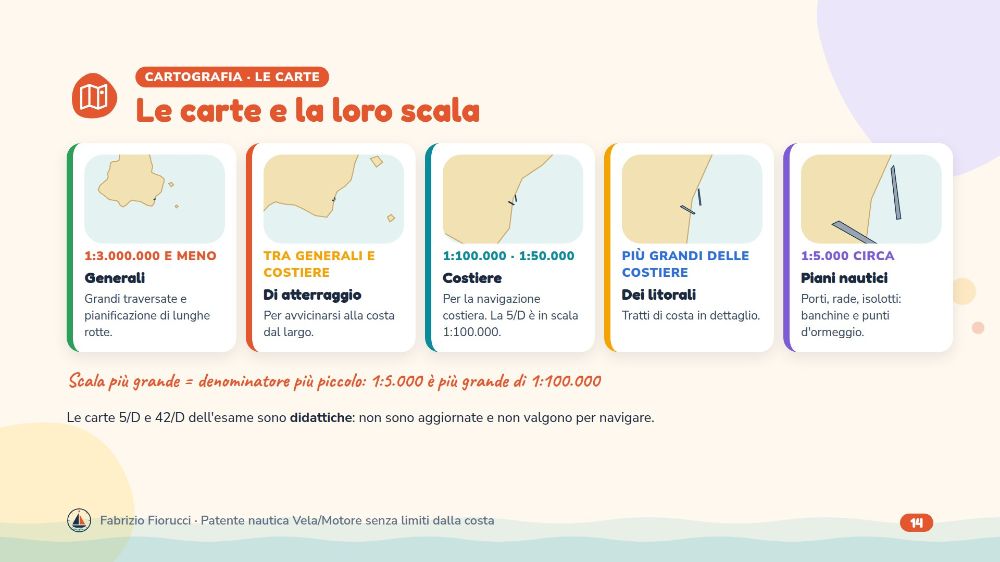 CARTOGRAFIA · LE CARTE
Le carte e la loro scala
1:3.000.000 E MENO
Generali
Grandi traversate e
pianificazione di lunghe
rotte.
TRA GENERALI E
COSTIERE
Di atterraggio
Per avvicinarsi alla costa
dal largo.
1:100.000 · 1:50.000
Costiere
Per la navigazione
costiera. La 5/D è in scala
1:100.000.
PIÙ GRANDI DELLE
COSTIERE
Dei litorali
Tratti di costa in dettaglio.
1:5.000 CIRCA
Piani nautici
Porti, rade, isolotti:
banchine e punti
d'ormeggio.
Scala più grande = denominatore più piccolo: 1:5.000 è più grande di 1:100.000
Le carte 5/D e 42/D dell'esame sono didattiche: non sono aggiornate e non valgono per navigare.
Fabrizio Fiorucci · Patente nautica Vela/Motore senza limiti dalla costa
14